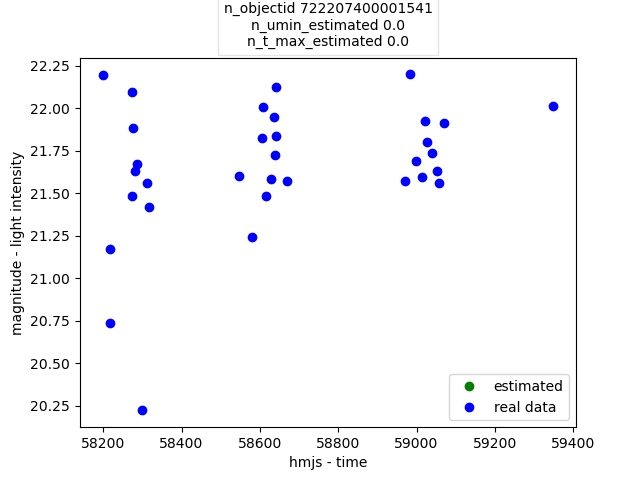 n_objectid 722207400001541
n_umin_estimated 0.0
n_t_max_estimated 0.0
22.25
22.00
21.75
21.50
21.25
21.00
20.75
20.50
20.25
magnitude - light intensity
estimated
real data
58200 58400 58600 58800 59000 59200 59400
hmjs - time